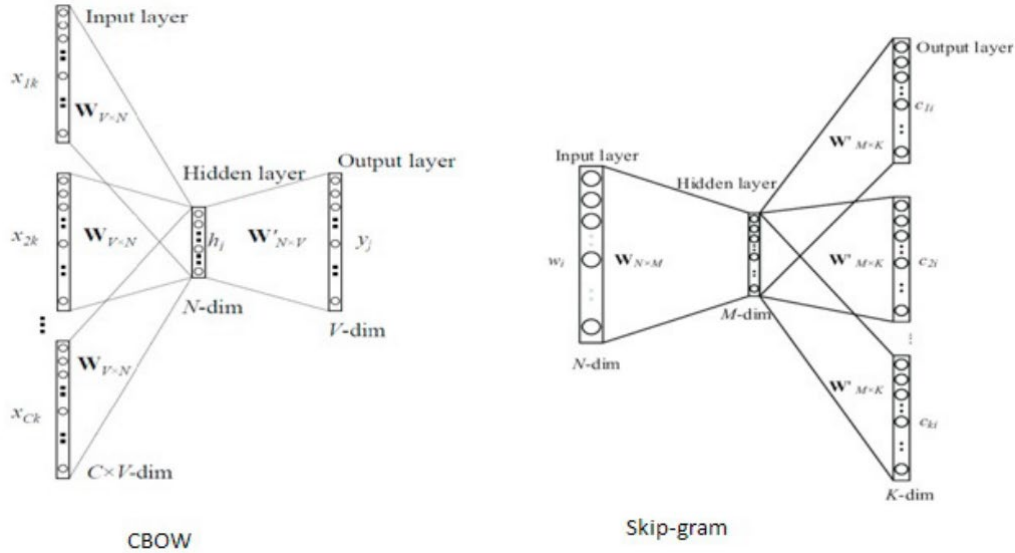 Input layer
x1k
WV×N
Hidden layer
Output layer
x2k
WV×N
hj
W'N×V
yj
N-dim
V-dim
WV×N
xCk
C×V-dim
CBOW
Output layer
c1i
W'M×K
Input layer
Hidden layer
wi
WN×M
W'M×K
c2i
M-dim
N-dim
W'M×K
cki
K-dim
Skip-gram